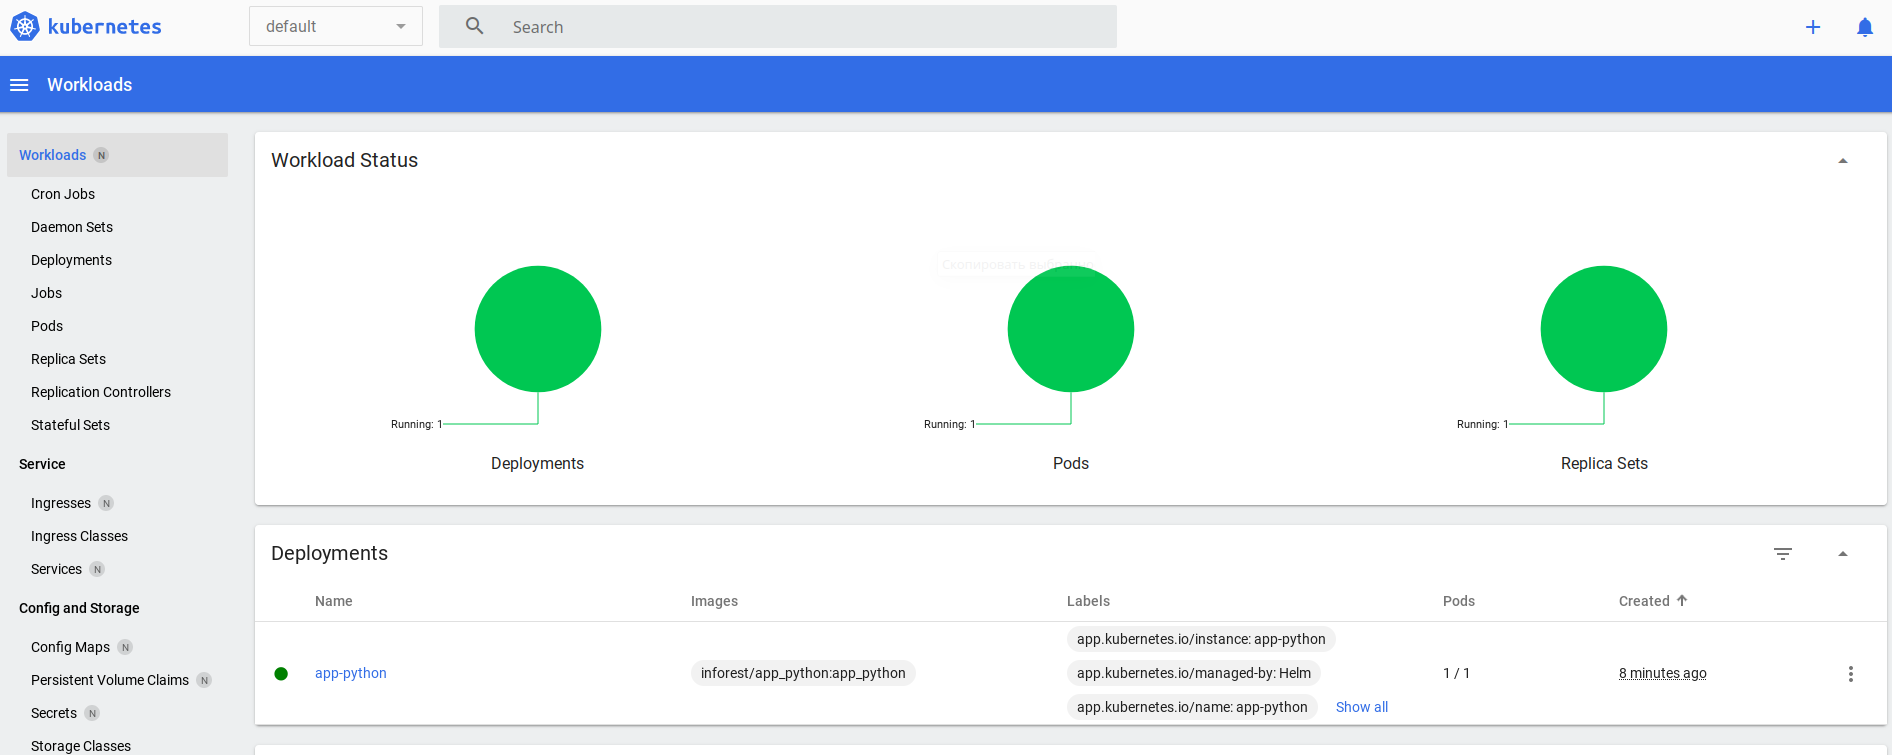 kubernetes
default
Search
Workloads
Workloads N
Cron Jobs
Daemon Sets
Deployments
Jobs
Pods
Replica Sets
Replication Controllers
Stateful Sets
Service
Ingresses N
Ingress Classes
Services N
Config and Storage
Config Maps N
Persistent Volume Claims N
Secrets N
Storage Classes
Workload Status
Скопировать
Running: 1
Deployments
Running: 1
Pods
Running: 1
Replica Sets
Deployments
Name Images Labels Pods Created
app-python inforest/app_python:app_python
app.kubernetes.io/instance: app-python
app.kubernetes.io/managed-by: Helm
app.kubernetes.io/name: app-python Show all
1 / 1 8 minutes ago